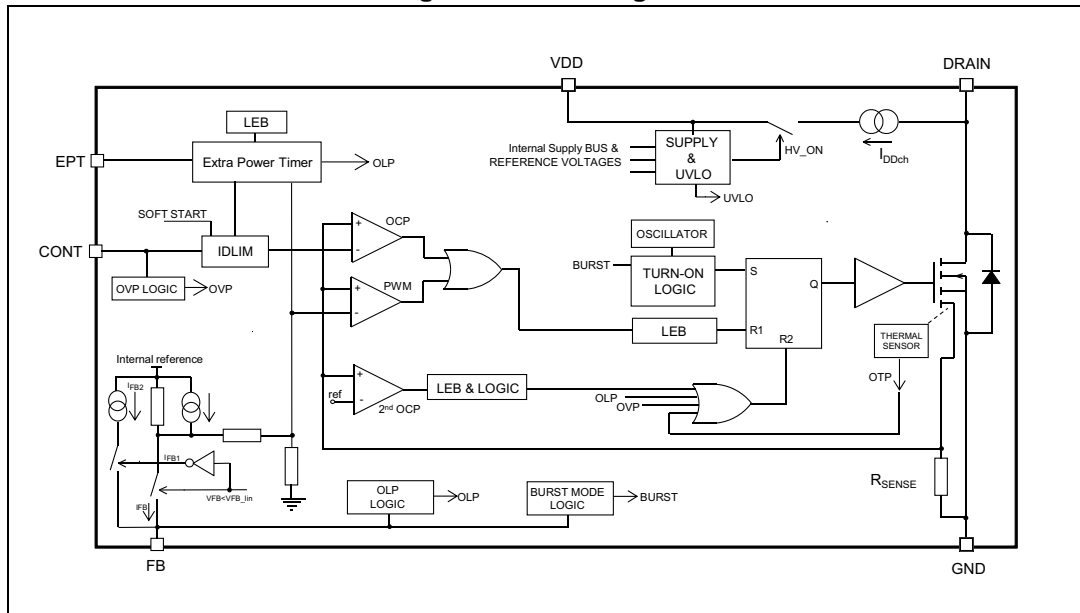 VDD
DRAIN
LEB
EPT
Extra Power Timer
OLP
Internal Supply BUS &
REFERENCE VOLTAGES
SUPPLY
&
UVLO
HV_ON
IDDch
UVLO
SOFT START
CONT
IDLIM
OVP LOGIC
OVP
+
OCP
-
+
PWM
-
OSCILLATOR
BURST
TURN-ON
LOGIC
S
Q
R1
R2
LEB
THERMAL
SENSOR
OTP
Internal reference
IFB2
ref
+
-
2nd OCP
LEB & LOGIC
OLP
OVP
IFB1
VFB<VFB_lin
IFB
OLP
LOGIC
OLP
BURST MODE
LOGIC
BURST
RSENSE
FB
GND